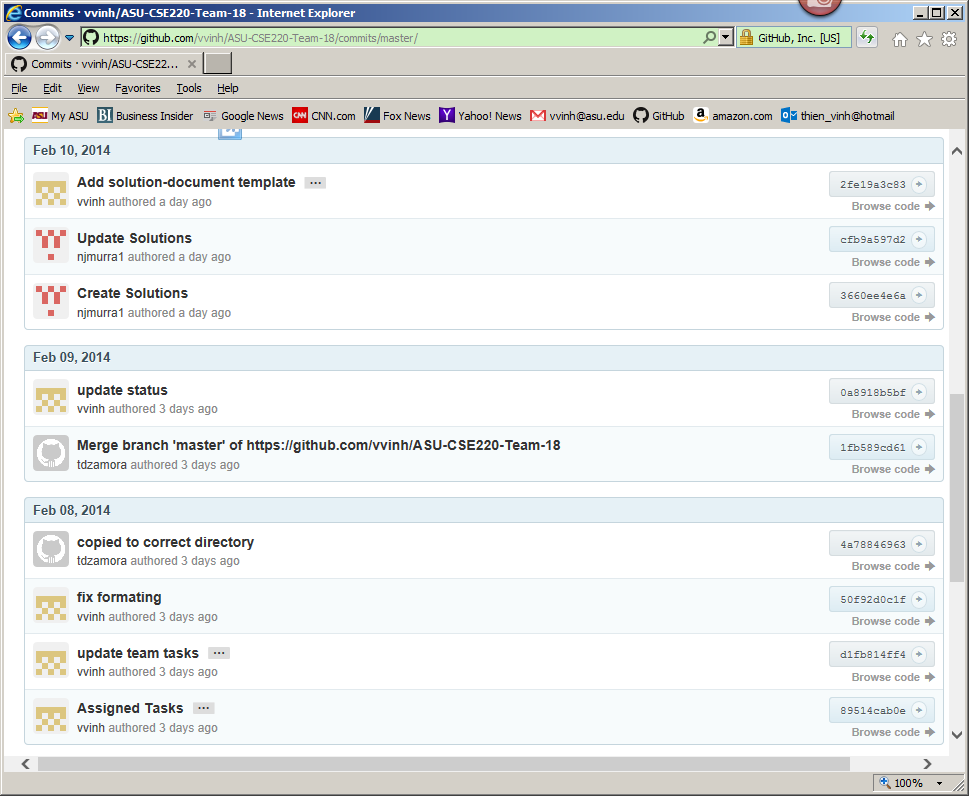 Commits · vvinh/ASU-CSE220-Team-18 - Internet Explorer
https://github.com/vvinh/ASU-CSE220-Team-18/commits/master/
GitHub, Inc. [US]
Commits · vvinh/ASU-CSE22...
File Edit View Favorites Tools Help
ASU My ASU BI Business Insider Google News CNN CNN.com Fox News Y Yahoo! News vvinh@asu.edu GitHub a amazon.com thien_vinh@hotmail
Feb 10, 2014
Add solution-document template ...
2fe19a3c83
vvinh authored a day ago
Browse code
Update Solutions
cfb9a597d2
njmurra1 authored a day ago
Browse code
Create Solutions
3660ee4e6a
njmurra1 authored a day ago
Browse code
Feb 09, 2014
update status
0a8918b5bf
vvinh authored 3 days ago
Browse code
Merge branch 'master' of https://github.com/vvinh/ASU-CSE220-Team-18
1fb589cd61
tdzamora authored 3 days ago
Browse code
Feb 08, 2014
copied to correct directory
4a78846963
tdzamora authored 3 days ago
Browse code
fix formating
50f92d0c1f
vvinh authored 3 days ago
Browse code
update team tasks ...
d1fb814ff4
vvinh authored 3 days ago
Browse code
Assigned Tasks ...
89514cab0e
vvinh authored 3 days ago
Browse code
100%